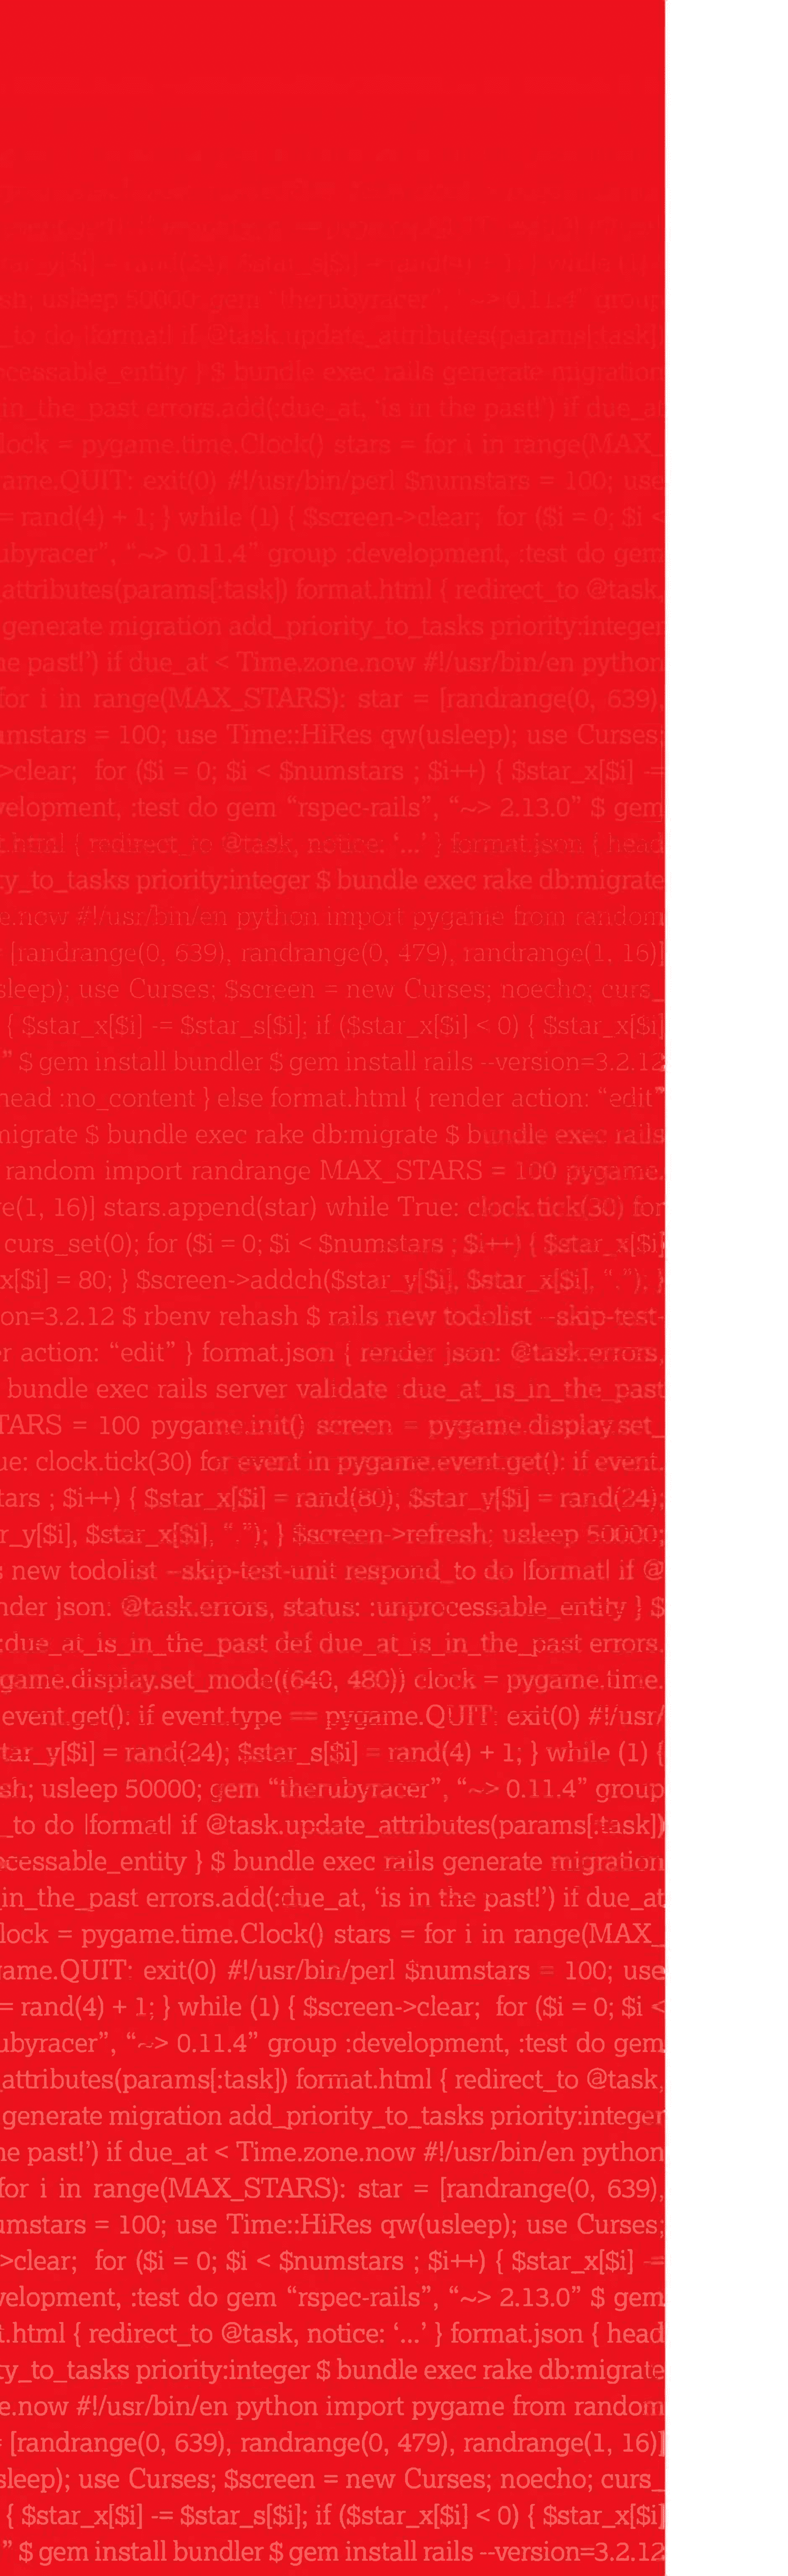 _y[$i] = rand(24); $star_s[$i] = rand(4) + 1; } while (1) {
sh; usleep 50000; gem “therubyracer”, “~> 0.11.4” group
_to do |format| if @task.update_attributes(params[:task])
cessable_entity } $ bundle exec rails generate migration
in_the_past errors.add(:due_at, ‘is in the past!’) if due_at
lock = pygame.time.Clock() stars = for i in range(MAX_
ame.QUIT: exit(0) #!/usr/bin/perl $numstars = 100; use
= rand(4) + 1; } while (1) { $screen->clear;  for ($i = 0; $i <
ubyracer”, “~> 0.11.4” group :development, :test do gem
_attributes(params[:task]) format.html { redirect_to @task,
generate migration add_priority_to_tasks priority:integer
he past!’) if due_at < Time.zone.now #!/usr/bin/en python
for i in range(MAX_STARS): star = [randrange(0, 639),
umstars = 100; use Time::HiRes qw(usleep); use Curses;
>clear;  for ($i = 0; $i < $numstars ; $i++) { $star_x[$i] -=
velopment, :test do gem “rspec-rails”, “~> 2.13.0” $ gem
t.html { redirect_to @task, notice: ‘...’ } format.json { head
ty_to_tasks priority:integer $ bundle exec rake db:migrate
e.now #!/usr/bin/en python import pygame from random
[randrange(0, 639), randrange(0, 479), randrange(1, 16)]
sleep); use Curses; $screen = new Curses; noecho; curs_
{ $star_x[$i] -= $star_s[$i]; if ($star_x[$i] < 0) { $star_x[$i]
” $ gem install bundler $ gem install rails --version=3.2.12
head :no_content } else format.html { render action: “edit”
migrate $ bundle exec rake db:migrate $ bundle exec rails
random import randrange MAX_STARS = 100 pygame.
e(1, 16)] stars.append(star) while True: clock.tick(30) for
curs_set(0); for ($i = 0; $i < $numstars ; $i++) { $star_x[$i]
x[$i] = 80; } $screen->addch($star_y[$i], $star_x[$i], “.”); }
on=3.2.12 $ rbenv rehash $ rails new todolist --skip-test-
r action: “edit” } format.json { render json: @task.errors,
bundle exec rails server validate :due_at_is_in_the_past
TARS = 100 pygame.init() screen = pygame.display.set_
ue: clock.tick(30) for event in pygame.event.get(): if event.
tars ; $i++) { $star_x[$i] = rand(80); $star_y[$i] = rand(24);
r_y[$i], $star_x[$i], “.”); } $screen->refresh; usleep 50000;
s new todolist --skip-test-unit respond_to do |format| if @
nder json: @task.errors, status: :unprocessable_entity } $
:due_at_is_in_the_past def due_at_is_in_the_past errors.
game.display.set_mode((640, 480)) clock = pygame.time.
event.get(): if event.type == pygame.QUIT: exit(0) #!/usr/
tar_y[$i] = rand(24); $star_s[$i] = rand(4) + 1; } while (1) {
sh; usleep 50000; gem “therubyracer”, “~> 0.11.4” group
_to do |format| if @task.update_attributes(params[:task])
cessable_entity } $ bundle exec rails generate migration
in_the_past errors.add(:due_at, ‘is in the past!’) if due_at
lock = pygame.time.Clock() stars = for i in range(MAX_
ame.QUIT: exit(0) #!/usr/bin/perl $numstars = 100; use
= rand(4) + 1; } while (1) { $screen->clear;  for ($i = 0; $i <
ubyracer”, “~> 0.11.4” group :development, :test do gem
_attributes(params[:task]) format.html { redirect_to @task,
generate migration add_priority_to_tasks priority:integer
he past!’) if due_at < Time.zone.now #!/usr/bin/en python
for i in range(MAX_STARS): star = [randrange(0, 639),
umstars = 100; use Time::HiRes qw(usleep); use Curses;
>clear;  for ($i = 0; $i < $numstars ; $i++) { $star_x[$i] -=
velopment, :test do gem “rspec-rails”, “~> 2.13.0” $ gem
t.html { redirect_to @task, notice: ‘...’ } format.json { head
ty_to_tasks priority:integer $ bundle exec rake db:migrate
e.now #!/usr/bin/en python import pygame from random
= [randrange(0, 639), randrange(0, 479), randrange(1, 16)]
sleep); use Curses; $screen = new Curses; noecho; curs_
{ $star_x[$i] -= $star_s[$i]; if ($star_x[$i] < 0) { $star_x[$i]
” $ gem install bundler $ gem install rails --version=3.2.12